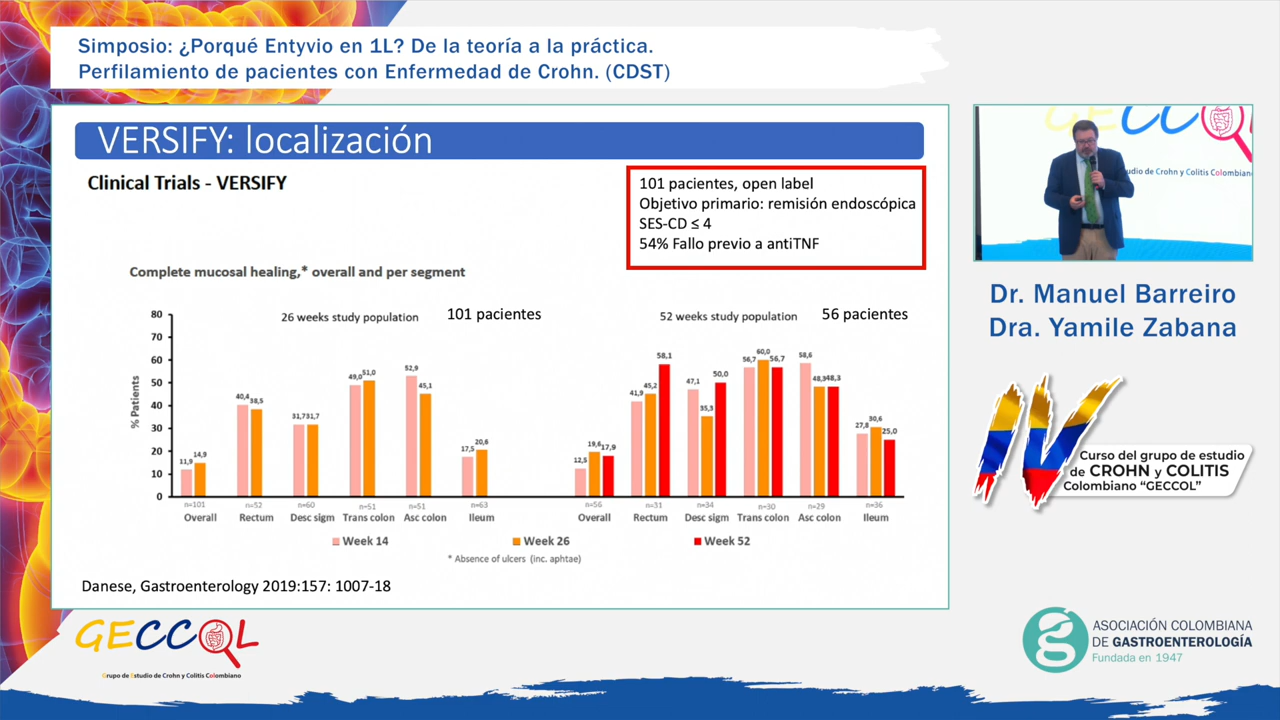 Simposio: ¿Porqué Entyvio en 1L? De la teoría a la práctica.
Perfilamiento de pacientes con Enfermedad de Crohn. (CDST)
VERSIFY: localización
Clinical Trials - VERSIFY
101 pacientes, open label
Objetivo primario: remisión endoscópica
SES-CD ≤ 4
54% Fallo previo a antiTNF
Complete mucosal healing,* overall and per segment
26 weeks study population
101 pacientes
52 weeks study population
56 pacientes
% Patients
80
70
60
50
40
30
20
10
0
11,9 14,9
40,4 38,5
31,7 31,7
49,0 51,0
52,9 45,1
17,5 20,6
12,5 19,6 17,9
41,9 45,2 58,1
47,1 35,3 50,0
56,7 60,0 56,7
58,6 48,3 48,3
27,8 30,6 25,0
n=101 n=52 n=60 n=51 n=51 n=63 n=56 n=31 n=34 n=30 n=29 n=36
Overall Rectum Desc sigm Trans colon Asc colon Ileum Overall Rectum Desc sigm Trans colon Asc colon Ileum
Week 14 Week 26 Week 52
* Absence of ulcers (inc. aphtae)
Danese, Gastroenterology 2019:157: 1007-18
Dr. Manuel Barreiro
Dra. Yamile Zabana
IV
Curso del grupo de estudio
de CROHN y COLITIS
Colombiano “GECCOL”
GECCOL
Grupo de Estudio de Crohn y Colitis Colombiano
ASOCIACIÓN COLOMBIANA
DE GASTROENTEROLOGÍA
Fundada en 1947